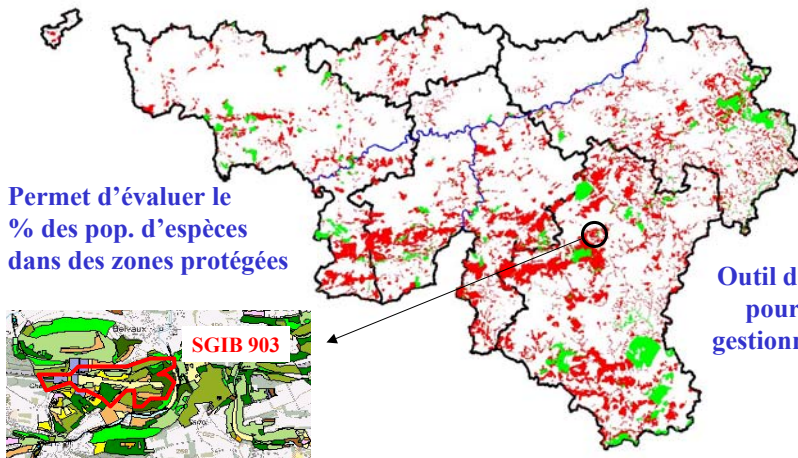 Permet d'évaluer le
% des pop. d'espèces
dans des zones protégées
Outil d
pour
gestionn
SGIB 903
Belvaux